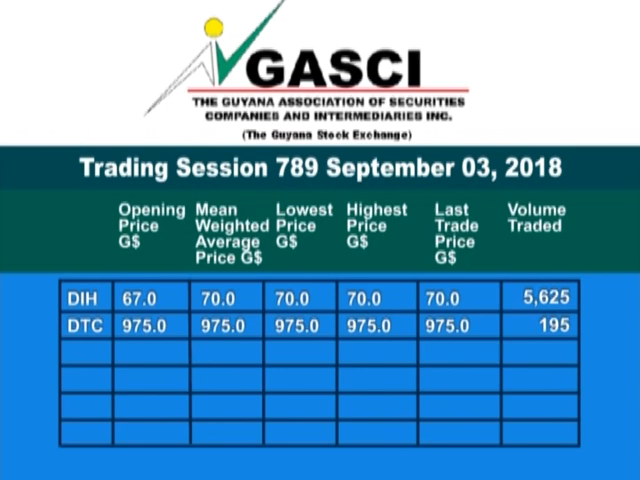 GASCI
THE GUYANA ASSOCIATION OF SECURITIES
COMPANIES AND INTERMEDIARIES INC.
(The Guyana Stock Exchange)
Trading Session 789 September 03, 2018
Opening Price G$ Mean Weighted Average Price G$ Lowest Price G$ Highest Price G$ Last Trade Price G$ Volume Traded
DIH 67.0 70.0 70.0 70.0 70.0 5,625
DTC 975.0 975.0 975.0 975.0 975.0 195